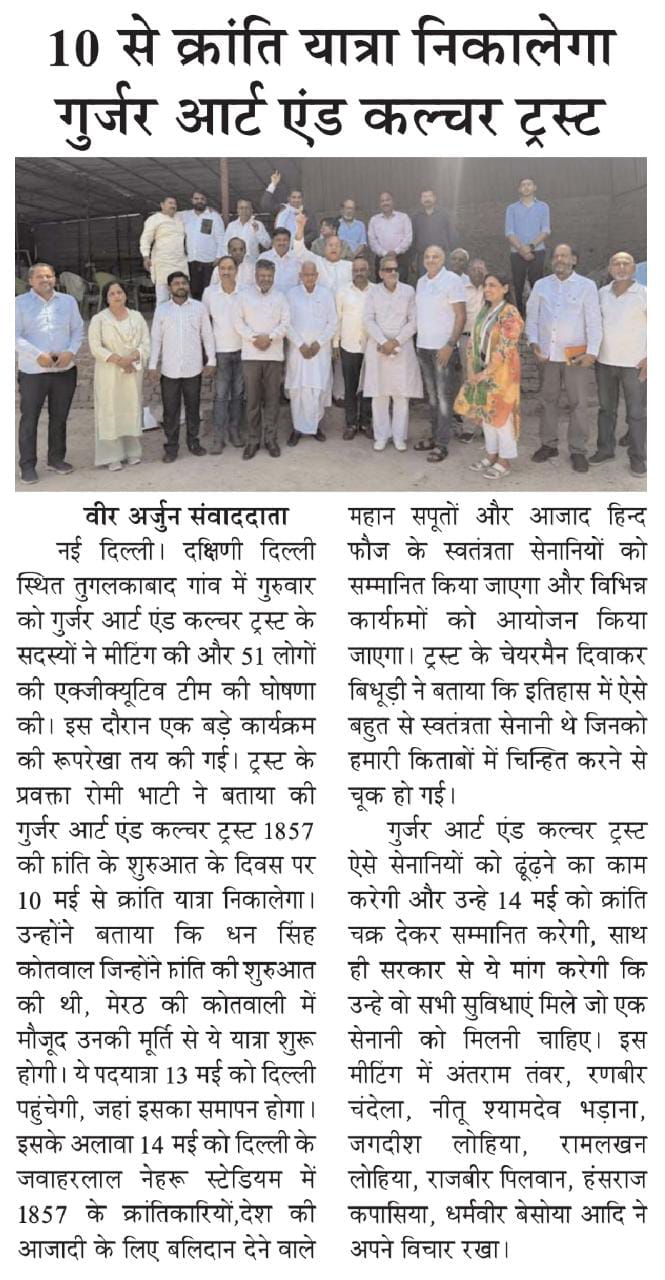 10 से क्रांति यात्रा निकालेगा
गुर्जर आर्ट एंड कल्चर ट्रस्ट
वीर अर्जुन संवाददाता
नई दिल्ली। दक्षिणी दिल्ली
स्थित तुगलकाबाद गांव में गुरुवार
को गुर्जर आर्ट एंड कल्चर ट्रस्ट के
सदस्यों ने मीटिंग की और 51 लोगों
की एक्जीक्यूटिव टीम की घोषणा
की। इस दौरान एक बड़े कार्यक्रम
की रूपरेखा तय की गई। ट्रस्ट के
प्रवक्ता रोमी भाटी ने बताया की
गुर्जर आर्ट एंड कल्चर ट्रस्ट 1857
की ांति के शुरुआत के दिवस पर
10 मई से क्रांति यात्रा निकालेगा।
उन्होंने बताया कि धन सिंह
कोतवाल जिन्होंने ांति की शुरुआत
की थी, मेरठ की कोतवाली में
मौजूद उनकी मूर्ति से ये यात्रा शुरू
होगी। ये पदयात्रा 13 मई को दिल्ली
पहुंचेगी, जहां इसका समापन होगा।
इसके अलावा 14 मई को दिल्ली के
जवाहरलाल नेहरू स्टेडियम में
1857 के क्रांतिकारियों,देश की
आजादी के लिए बलिदान देने वाले
महान सपूतों और आजाद हिन्द
फौज के स्वतंत्रता सेनानियों को
सम्मानित किया जाएगा और विभिन्न
कार्यमों को आयोजन किया
जाएगा। ट्रस्ट के चेयरमैन दिवाकर
बिधूड़ी ने बताया कि इतिहास में ऐसे
बहुत से स्वतंत्रता सेनानी थे जिनको
हमारी किताबों में चिन्हित करने से
चूक हो गई।
गुर्जर आर्ट एंड कल्चर ट्रस्ट
ऐसे सेनानियों को ढूंढ़ने का काम
करेगी और उन्हे 14 मई को क्रांति
चक्र देकर सम्मानित करेगी, साथ
ही सरकार से ये मांग करेगी कि
उन्हे वो सभी सुविधाएं मिले जो एक
सेनानी को मिलनी चाहिए। इस
मीटिंग में अंतराम तंवर, रणबीर
चंदेला, नीतू श्यामदेव भड़ाना,
जगदीश लोहिया, रामलखन
लोहिया, राजबीर पिलवान, हंसराज
कपासिया, धर्मवीर बेसोया आदि ने
अपने विचार रखा।